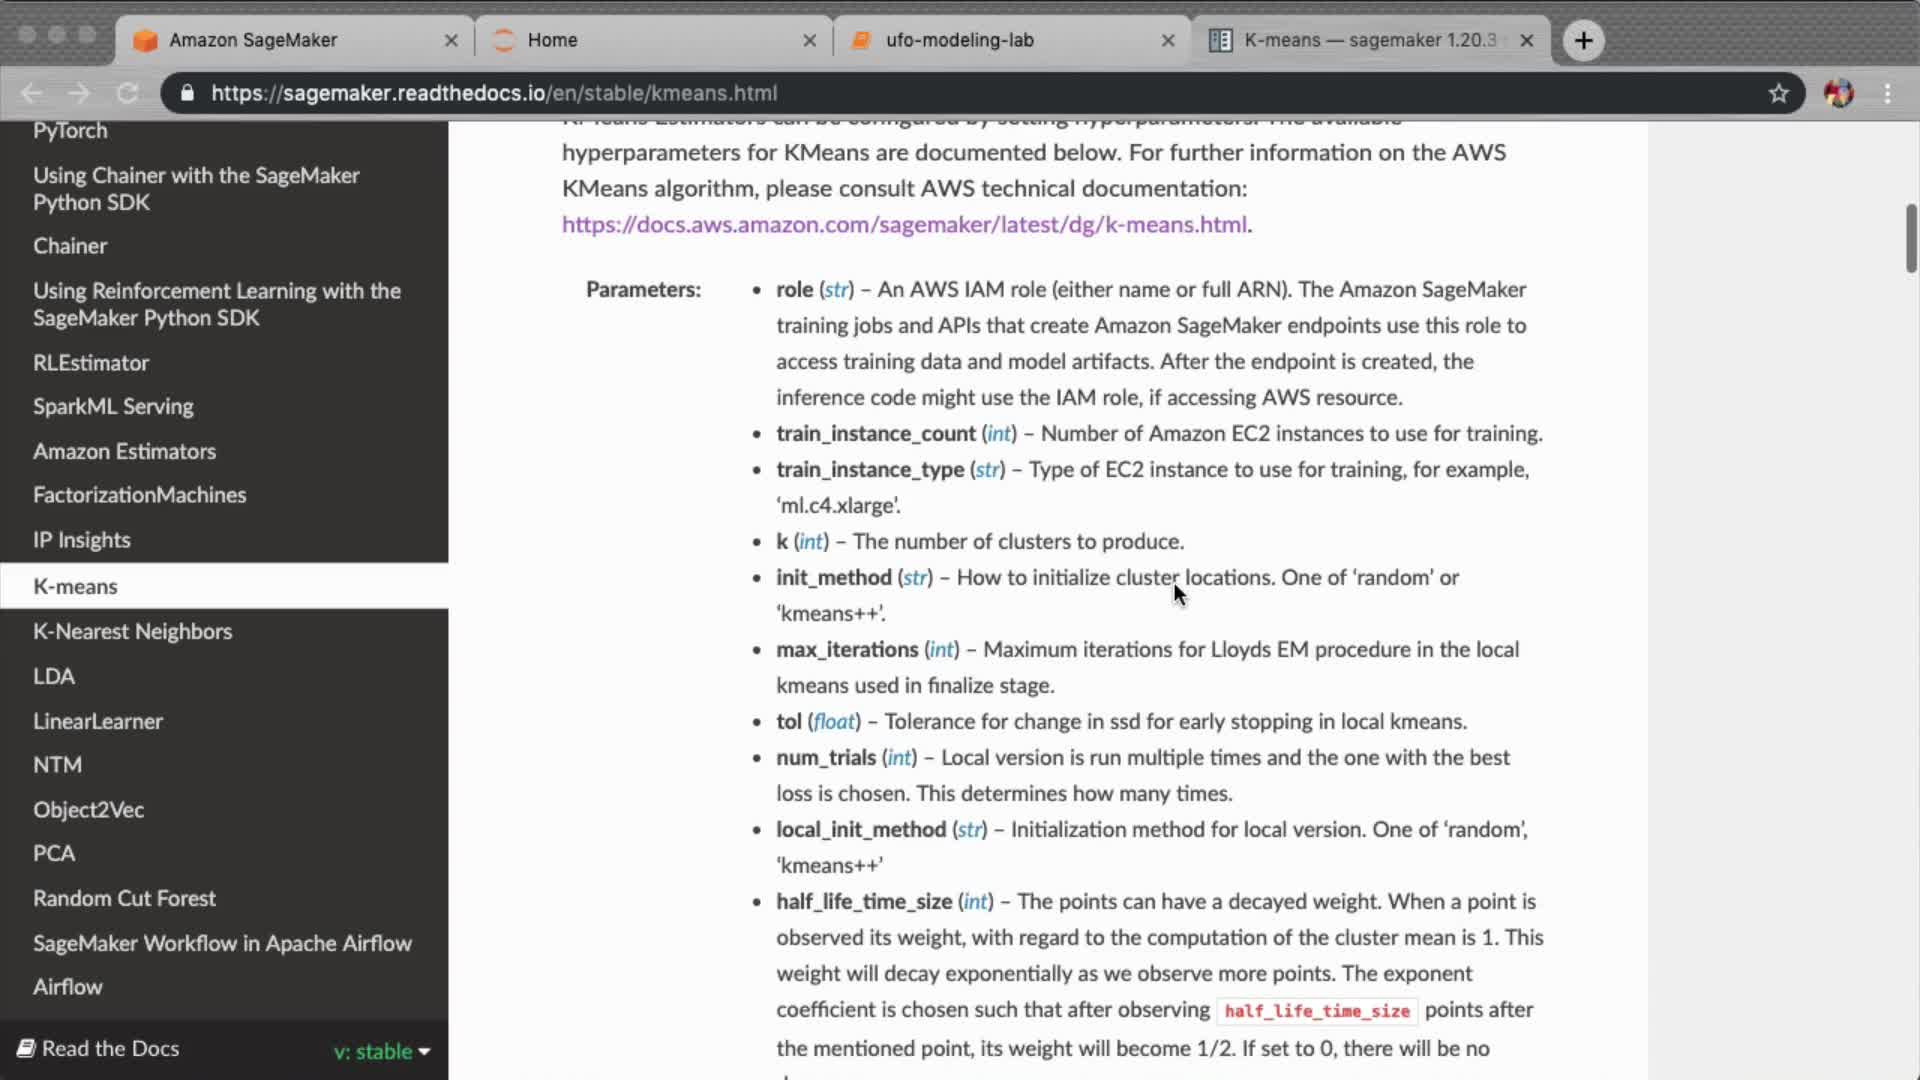 Amazon SageMaker
Home
ufo-modeling-lab
K-means — sagemaker 1.20.3
https://sagemaker.readthedocs.io/en/stable/kmeans.html
PyTorch
Using Chainer with the SageMaker
Python SDK
Chainer
Using Reinforcement Learning with the
SageMaker Python SDK
RLEstimator
SparkML Serving
Amazon Estimators
FactorizationMachines
IP Insights
K-means
K-Nearest Neighbors
LDA
LinearLearner
NTM
Object2Vec
PCA
Random Cut Forest
SageMaker Workflow in Apache Airflow
Airflow
Read the Docs
v: stable
KMeans Estimators can be configured by setting hyperparameters. The available
hyperparameters for KMeans are documented below. For further information on the AWS
KMeans algorithm, please consult AWS technical documentation:
https://docs.aws.amazon.com/sagemaker/latest/dg/k-means.html.
Parameters:
• role (str) – An AWS IAM role (either name or full ARN). The Amazon SageMaker
training jobs and APIs that create Amazon SageMaker endpoints use this role to
access training data and model artifacts. After the endpoint is created, the
inference code might use the IAM role, if accessing AWS resource.
• train_instance_count (int) – Number of Amazon EC2 instances to use for training.
• train_instance_type (str) – Type of EC2 instance to use for training, for example,
‘ml.c4.xlarge’.
• k (int) – The number of clusters to produce.
• init_method (str) – How to initialize cluster locations. One of ‘random’ or
‘kmeans++’.
• max_iterations (int) – Maximum iterations for Lloyds EM procedure in the local
kmeans used in finalize stage.
• tol (float) – Tolerance for change in ssd for early stopping in local kmeans.
• num_trials (int) – Local version is run multiple times and the one with the best
loss is chosen. This determines how many times.
• local_init_method (str) – Initialization method for local version. One of ‘random’,
‘kmeans++’
• half_life_time_size (int) – The points can have a decayed weight. When a point is
observed its weight, with regard to the computation of the cluster mean is 1. This
weight will decay exponentially as we observe more points. The exponent
coefficient is chosen such that after observing half_life_time_size points after
the mentioned point, its weight will become 1/2. If set to 0, there will be no